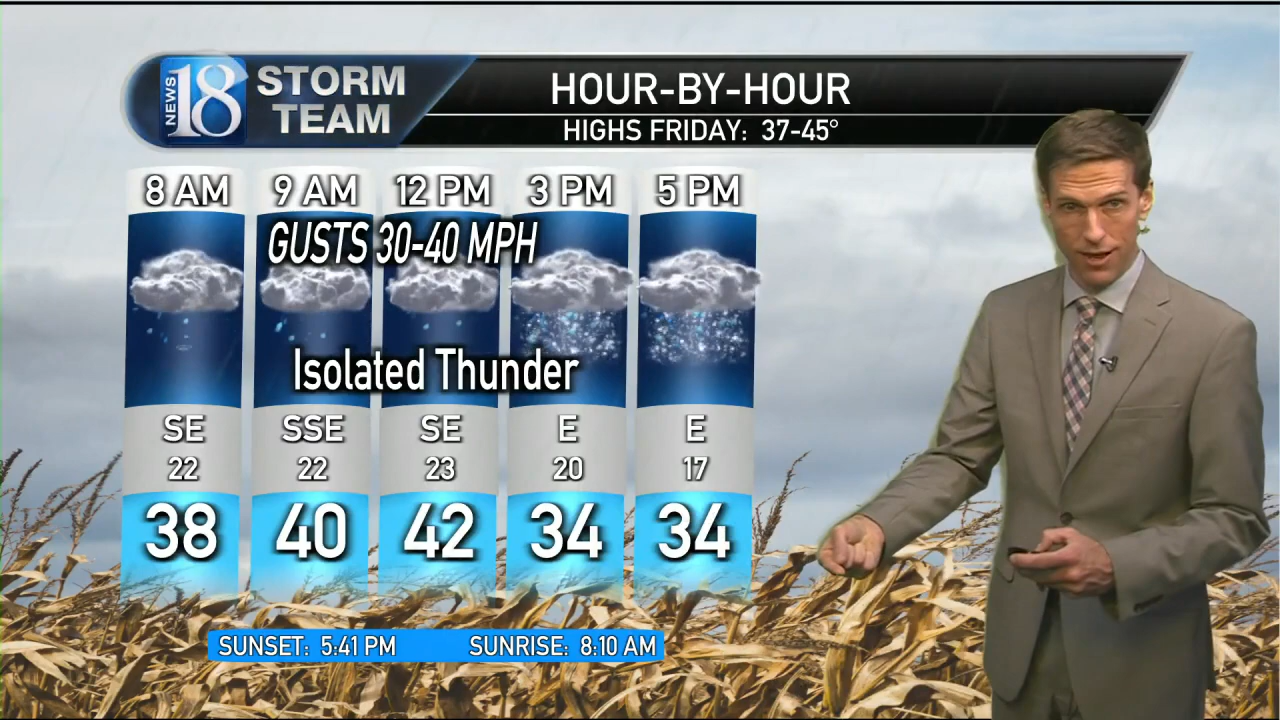 NEWS 18 STORM TEAM
HOUR-BY-HOUR
HIGHS FRIDAY: 37-45°
8 AM 9 AM 12 PM 3 PM 5 PM
GUSTS 30-40 MPH
Isolated Thunder
SE SSE SE E E
22 22 23 20 17
38 40 42 34 34
SUNSET: 5:41 PM SUNRISE: 8:10 AM